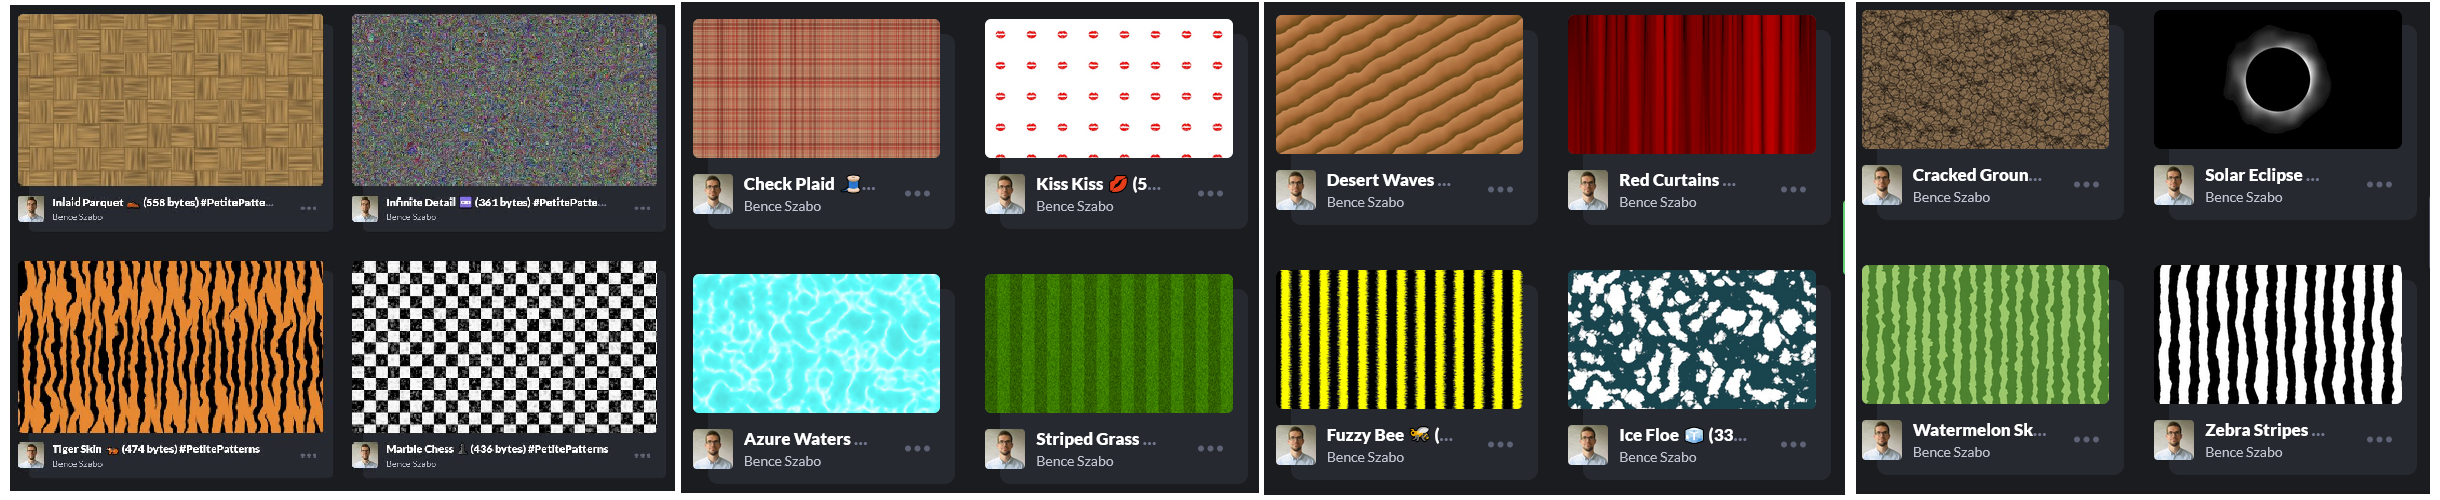 Inlaid Parquet 👞 (558 bytes) #PetitePatte...
Bence Szabo
Infinite Detail 🆒 (361 bytes) #PetitePatte...
Bence Szabo
Check Plaid 🧵...
Bence Szabo
Kiss Kiss 💋 (5...
Bence Szabo
Desert Waves ...
Bence Szabo
Red Curtains ...
Bence Szabo
Cracked Groun...
Bence Szabo
Solar Eclipse ...
Bence Szabo
Tiger Skin 🐅 (474 bytes) #PetitePatterns
Bence Szabo
Marble Chess ♟ (436 bytes) #PetitePatterns
Bence Szabo
Azure Waters ...
Bence Szabo
Striped Grass ...
Bence Szabo
Fuzzy Bee 🐝 (...
Bence Szabo
Ice Floe 🧊 (33...
Bence Szabo
Watermelon Sk...
Bence Szabo
Zebra Stripes ...
Bence Szabo